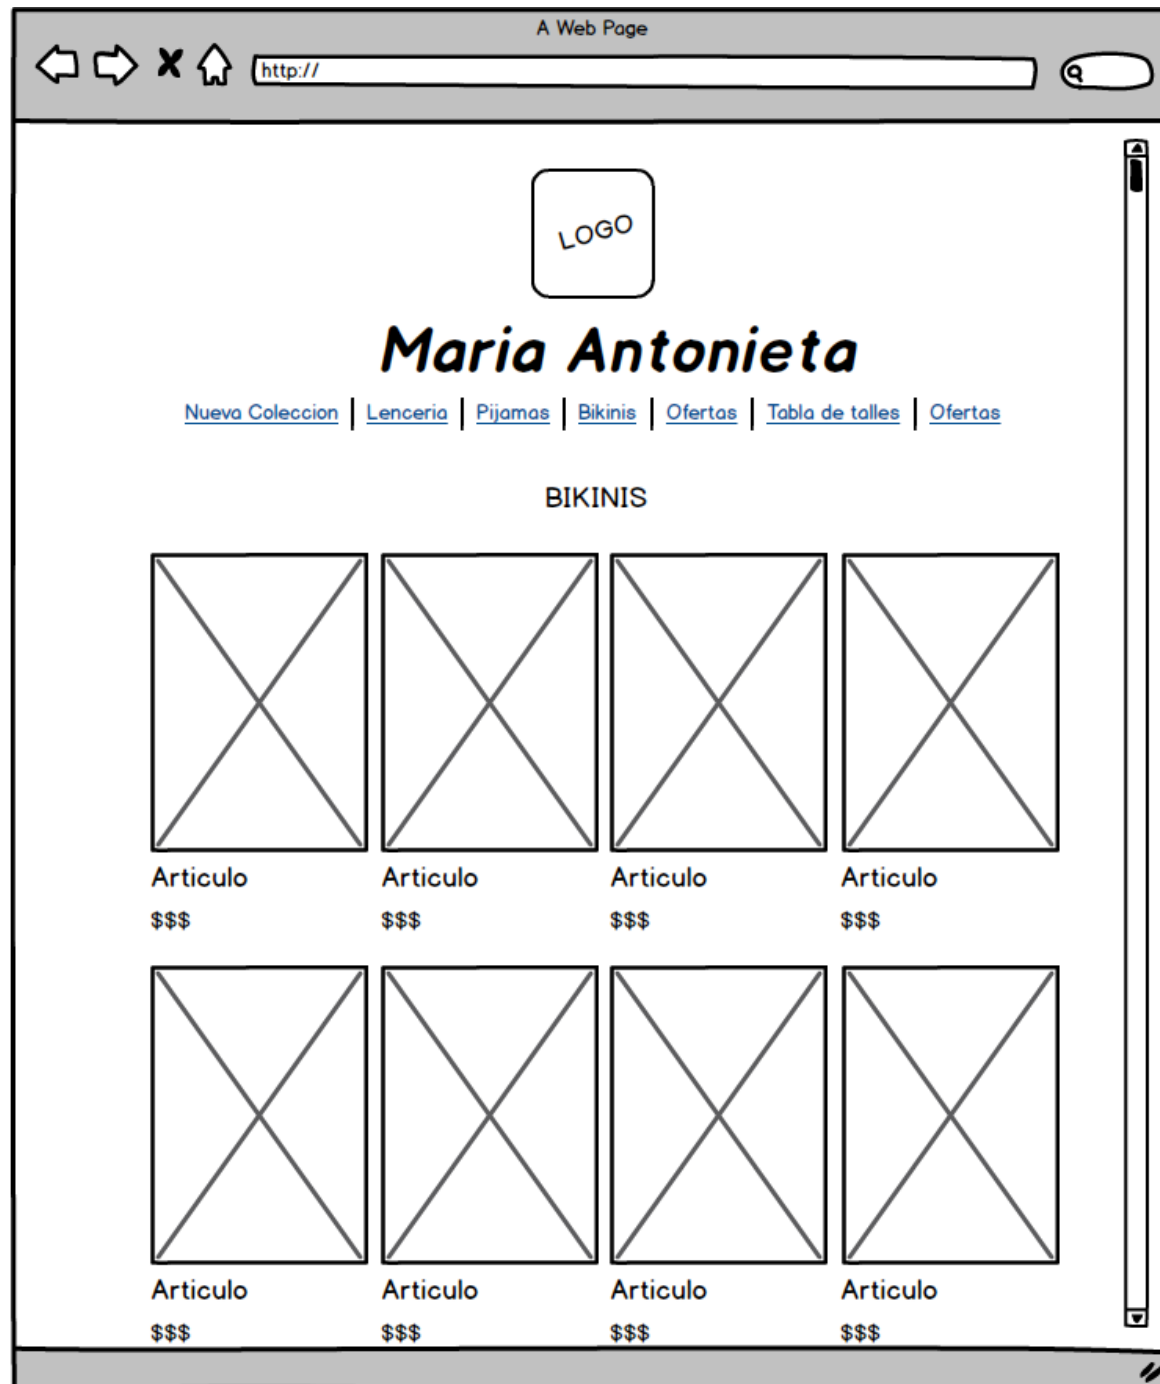 A Web Page
http://
LOGO
Maria Antonieta
Nueva Coleccion | Lenceria | Pijamas | Bikinis | Ofertas | Tabla de talles | Ofertas
BIKINIS
Articulo Articulo Articulo Articulo
$$$ $$$ $$$ $$$
Articulo Articulo Articulo Articulo
$$$ $$$ $$$ $$$